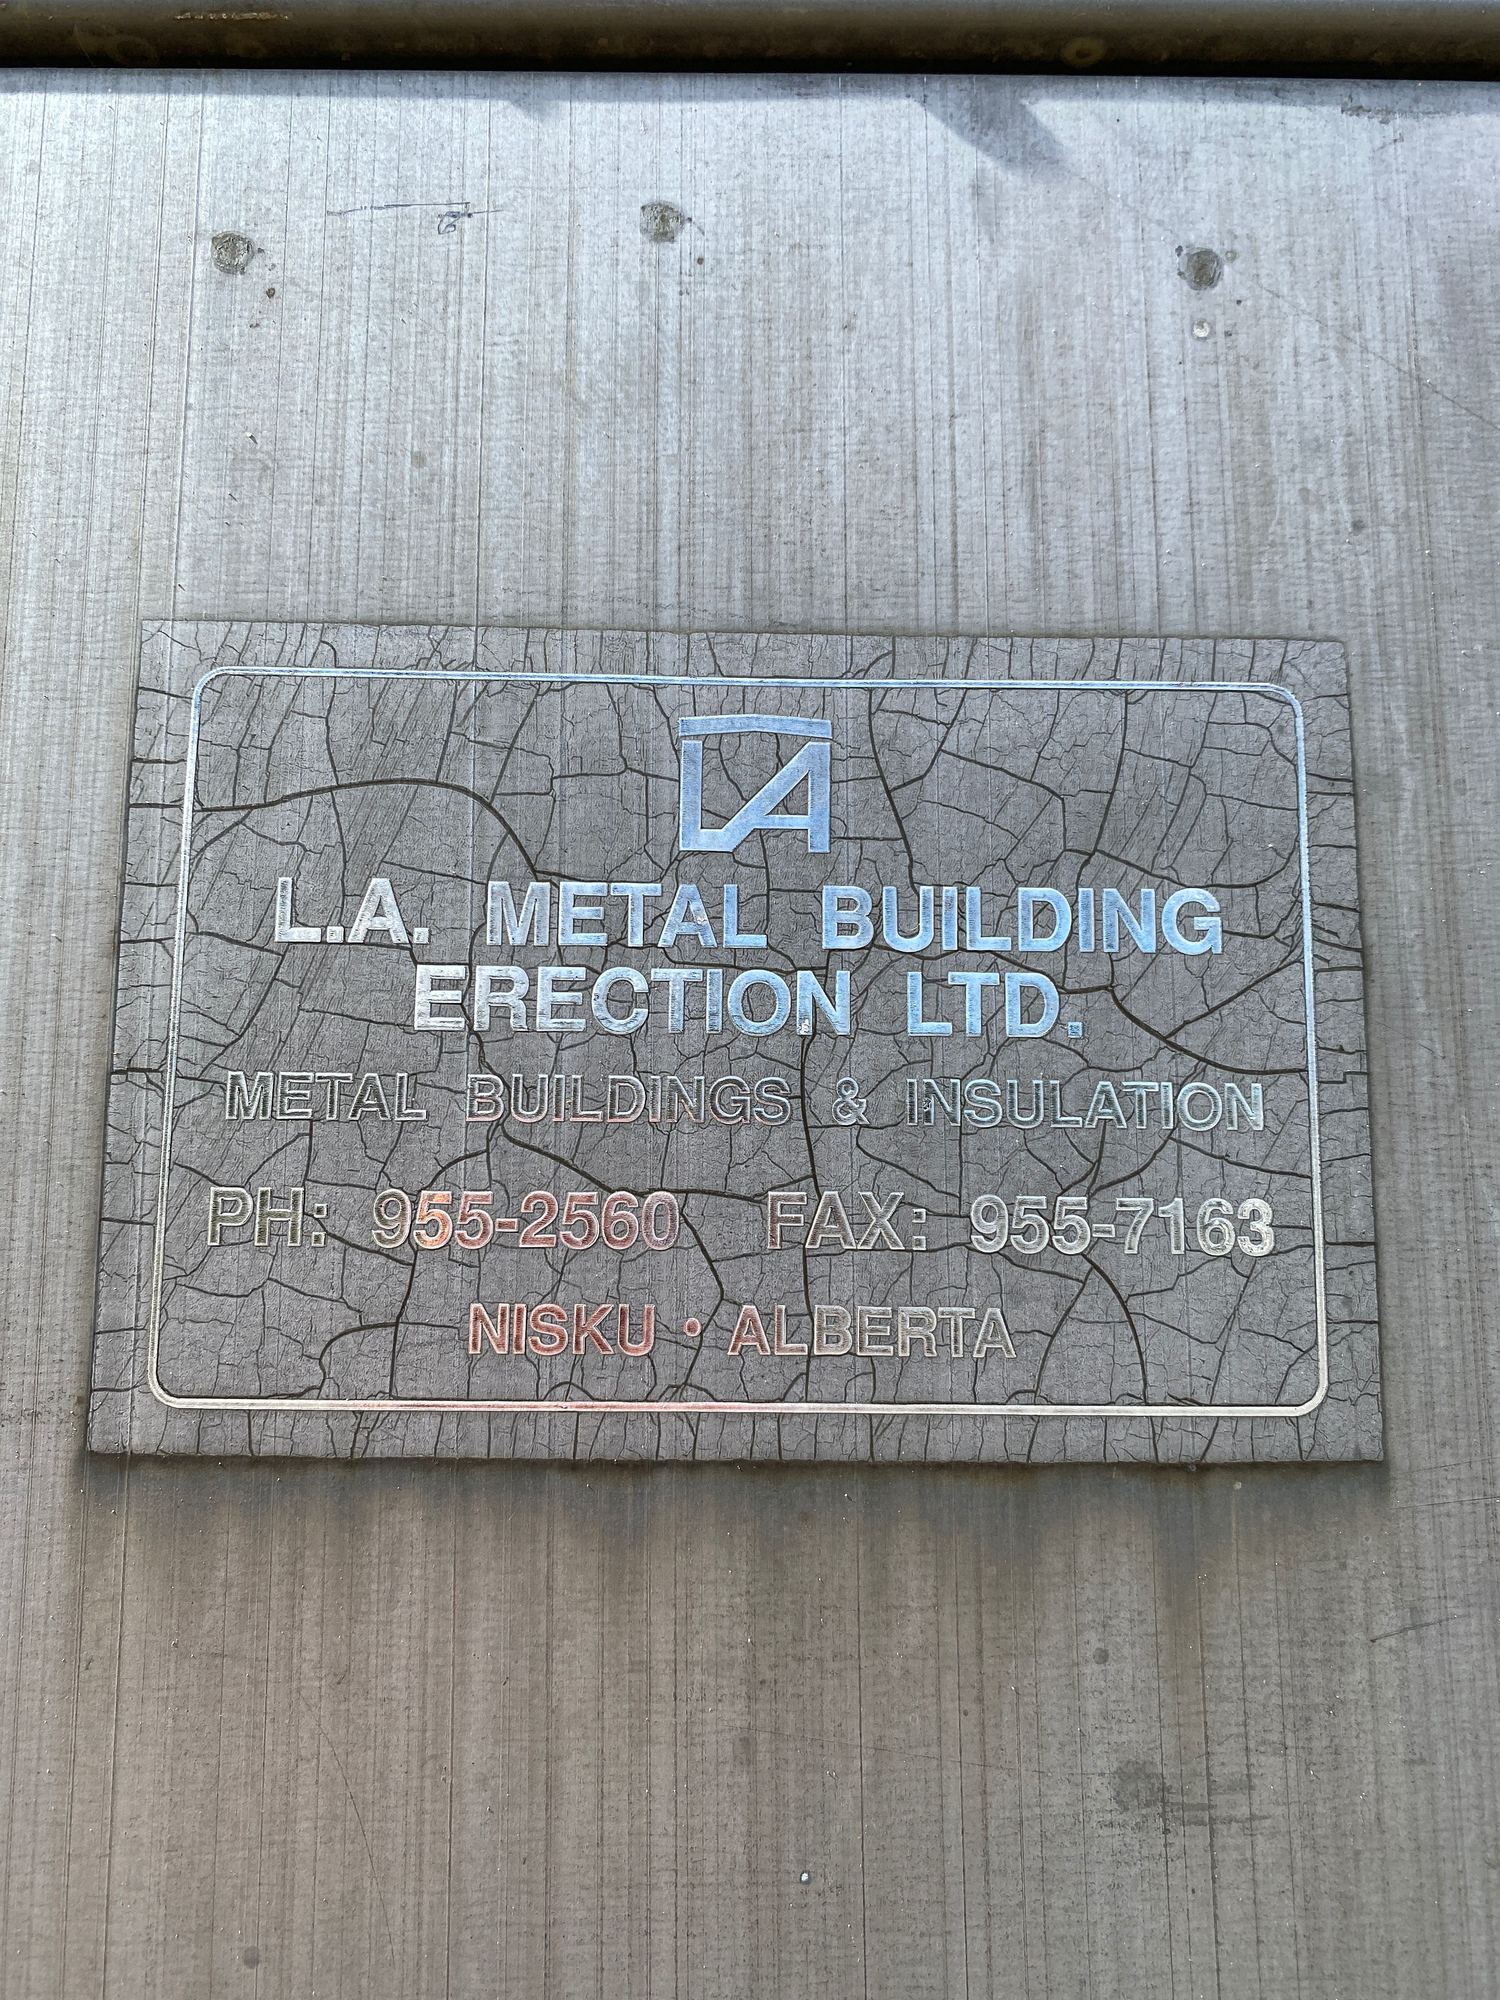 LA
L.A. METAL BUILDING
ERECTION LTD.
METAL BUILDINGS & INSULATION
PH: 955-2560 FAX: 955-7163
NISKU • ALBERTA